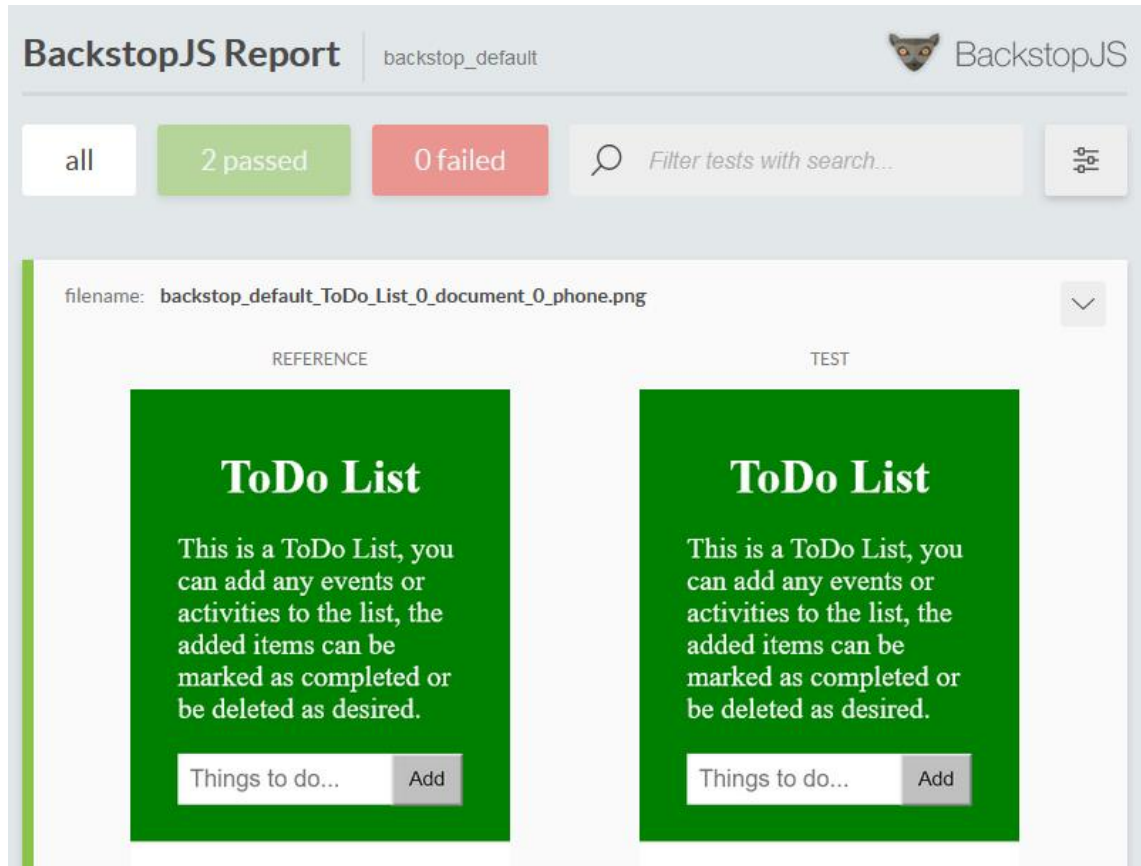 BackstopJS Report backstop_default BackstopJS
all 2 passed 0 failed Filter tests with search...
filename: backstop_default_ToDo_List_0_document_0_phone.png
REFERENCE
ToDo List
This is a ToDo List, you
can add any events or
activities to the list, the
added items can be
marked as completed or
be deleted as desired.
Things to do... Add
TEST
ToDo List
This is a ToDo List, you
can add any events or
activities to the list, the
added items can be
marked as completed or
be deleted as desired.
Things to do... Add